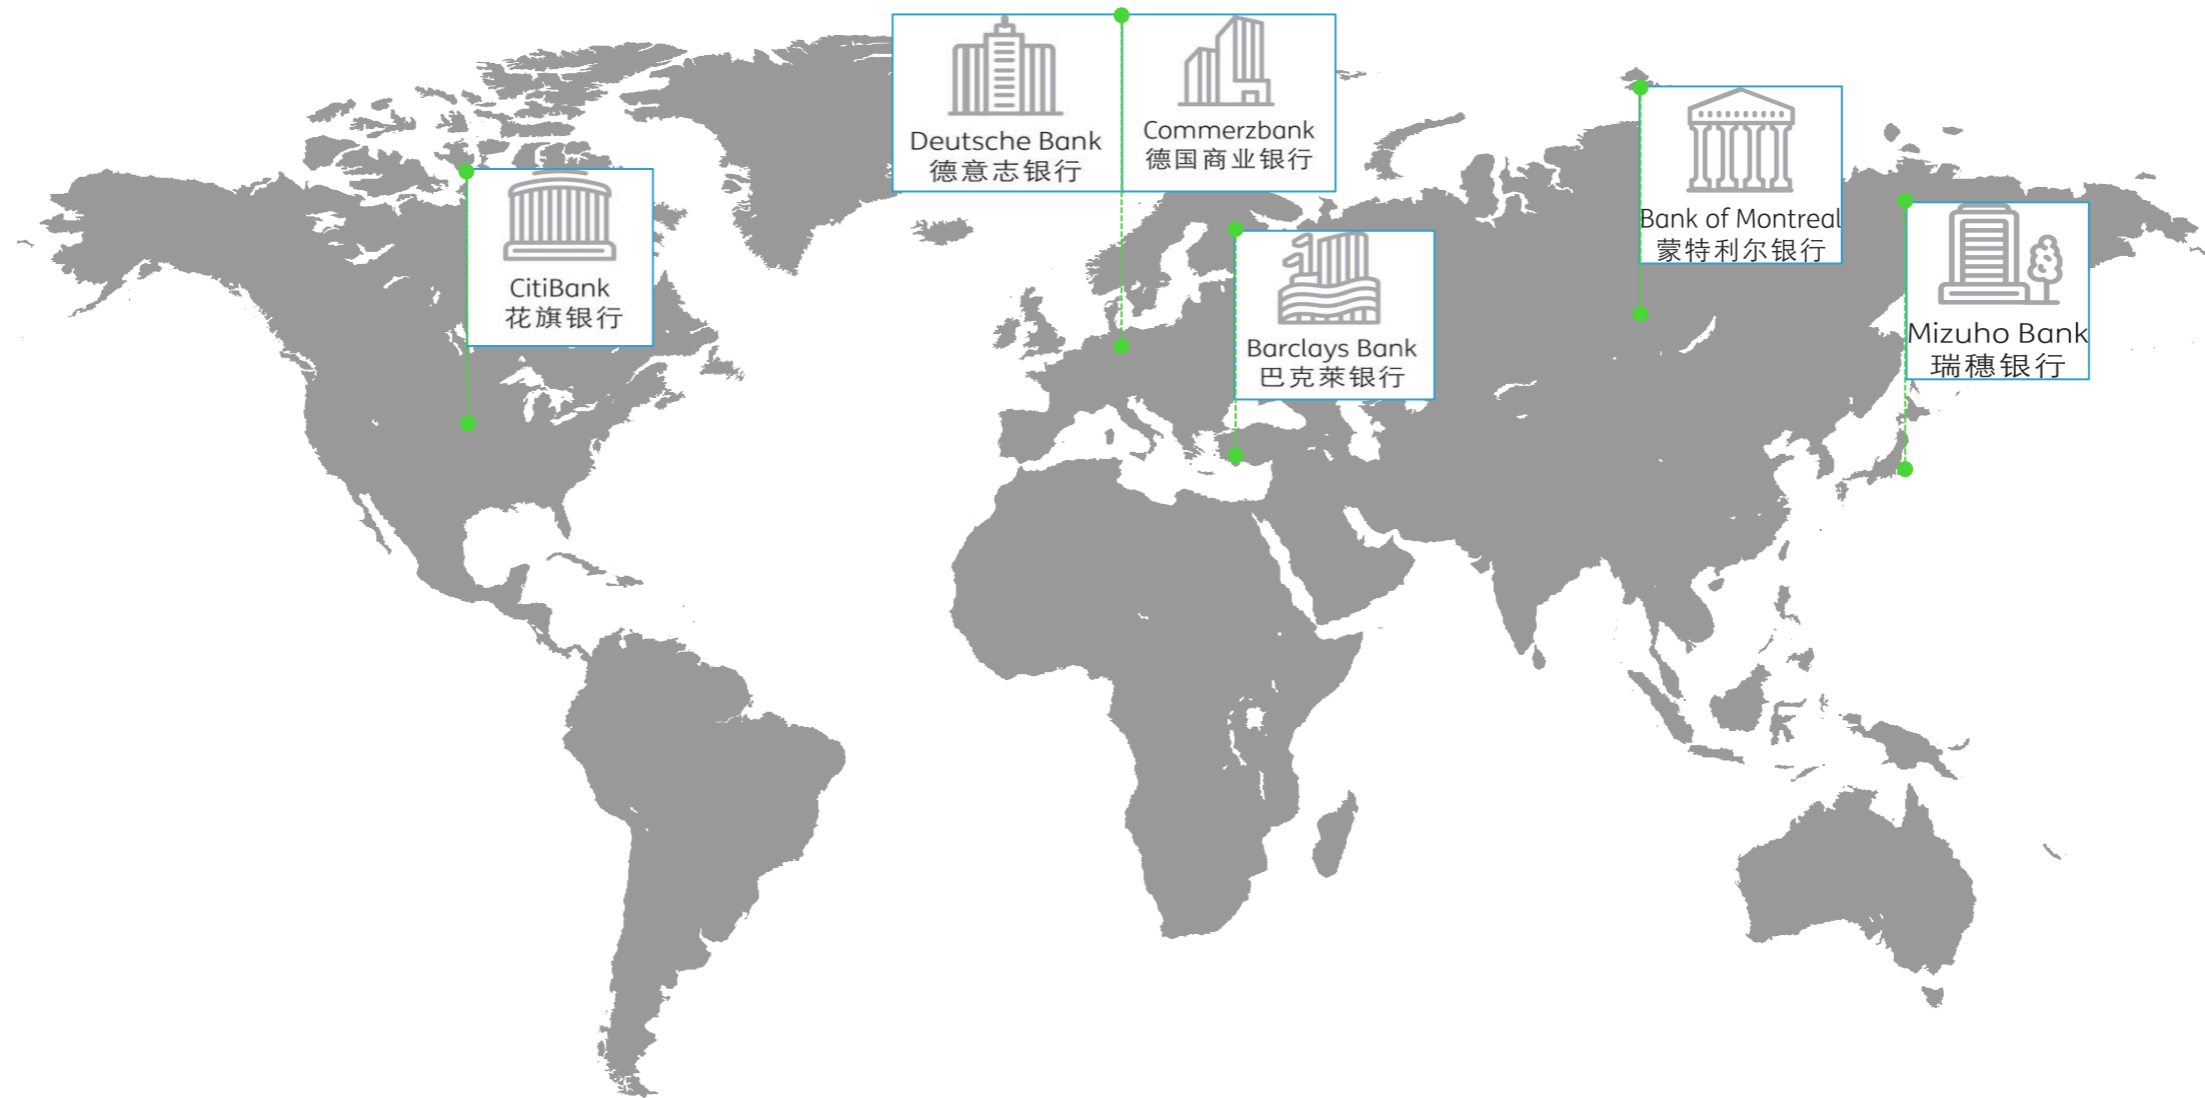 Deutsche Bank
德意志银行
Commerzbank
德国商业银行
CitiBank
花旗银行
Bank of Montreal
蒙特利尔银行
Barclays Bank
巴克萊银行
Mizuho Bank
瑞穗银行